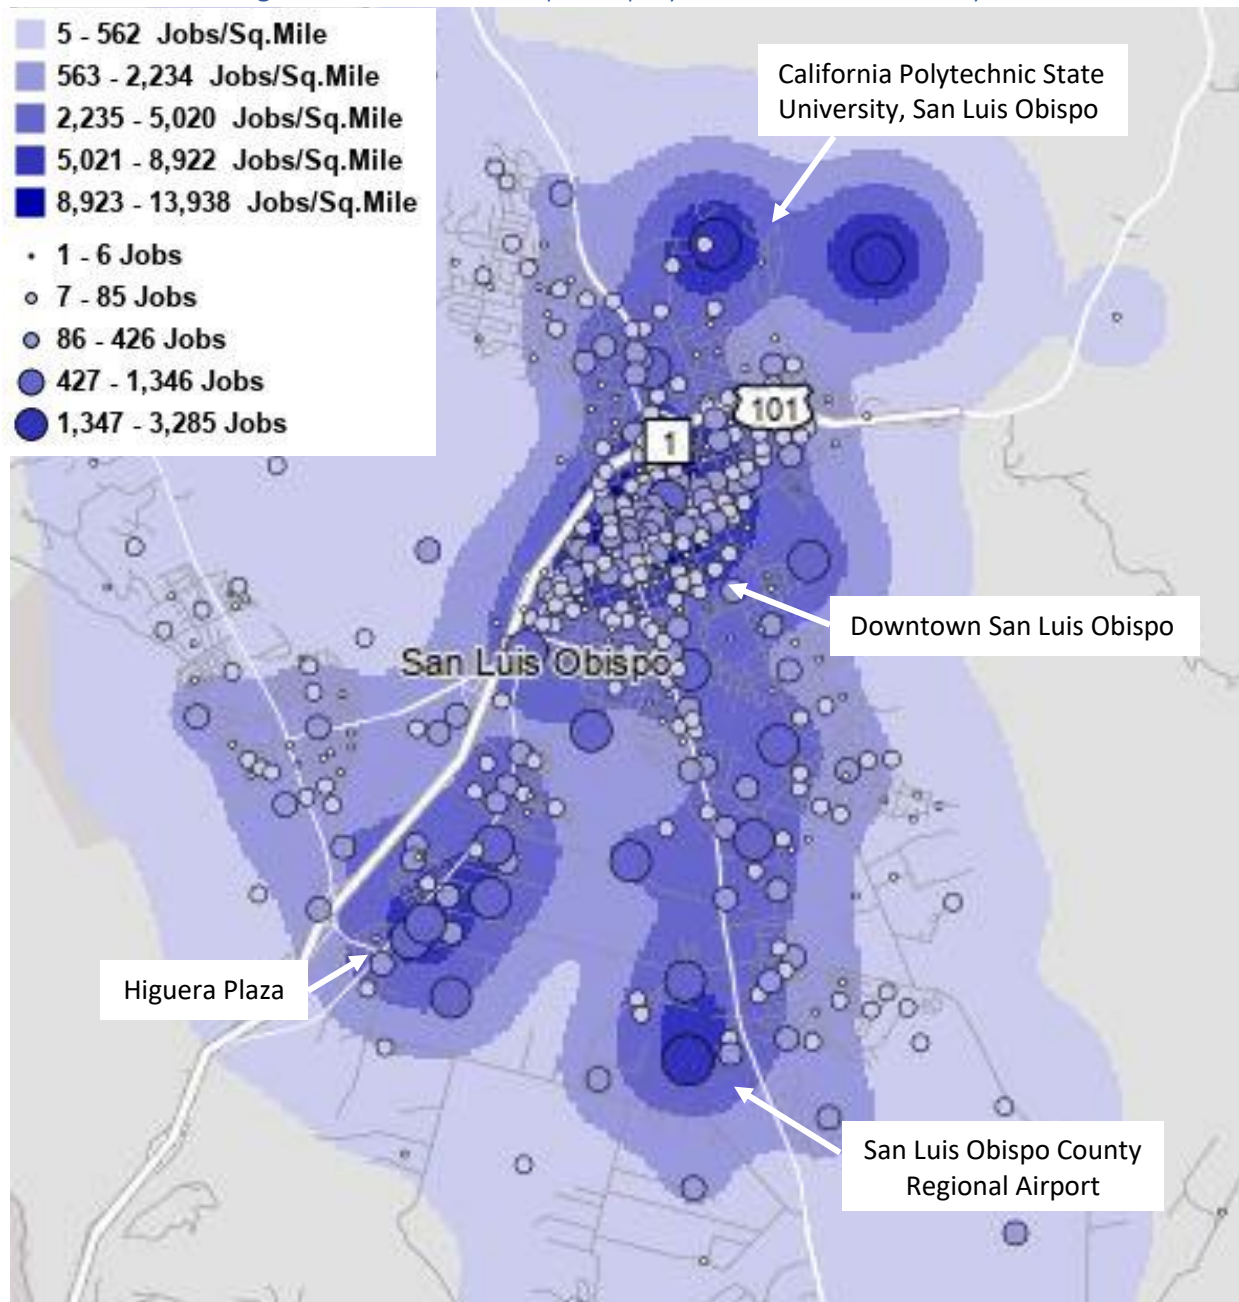 5 - 562 Jobs/Sq.Mile
563 - 2,234 Jobs/Sq.Mile
2,235 - 5,020 Jobs/Sq.Mile
5,021 - 8,922 Jobs/Sq.Mile
8,923 - 13,938 Jobs/Sq.Mile
1 - 6 Jobs
7 - 85 Jobs
86 - 426 Jobs
427 - 1,346 Jobs
1,347 - 3,285 Jobs
California Polytechnic State
University, San Luis Obispo
101
1
Downtown San Luis Obispo
San Luis Obispo
Higuera Plaza
San Luis Obispo County
Regional Airport